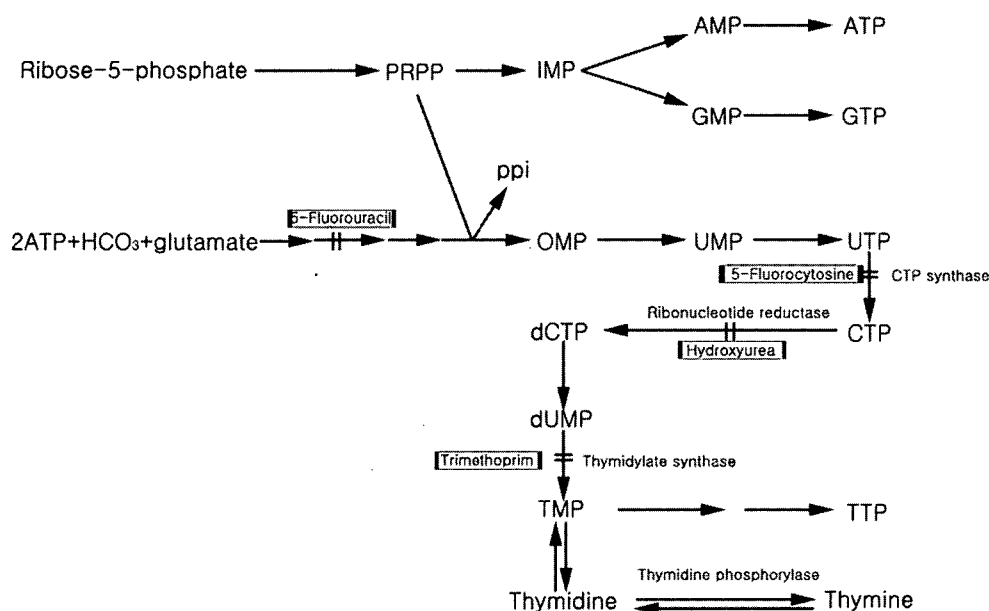 AMP ATP
Ribose-5-phosphate PRPP IMP
GMP GTP
ppi
5-Fluorouracil
2ATP+HCO₃+glutamate OMP UMP UTP
5-Fluorocytosine CTP synthase
Ribonucleotide reductase
dCTP CTP
Hydroxyurea
dUMP
Trimethoprim Thymidylate synthase
TMP TTP
Thymidine phosphorylase
Thymidine Thymine